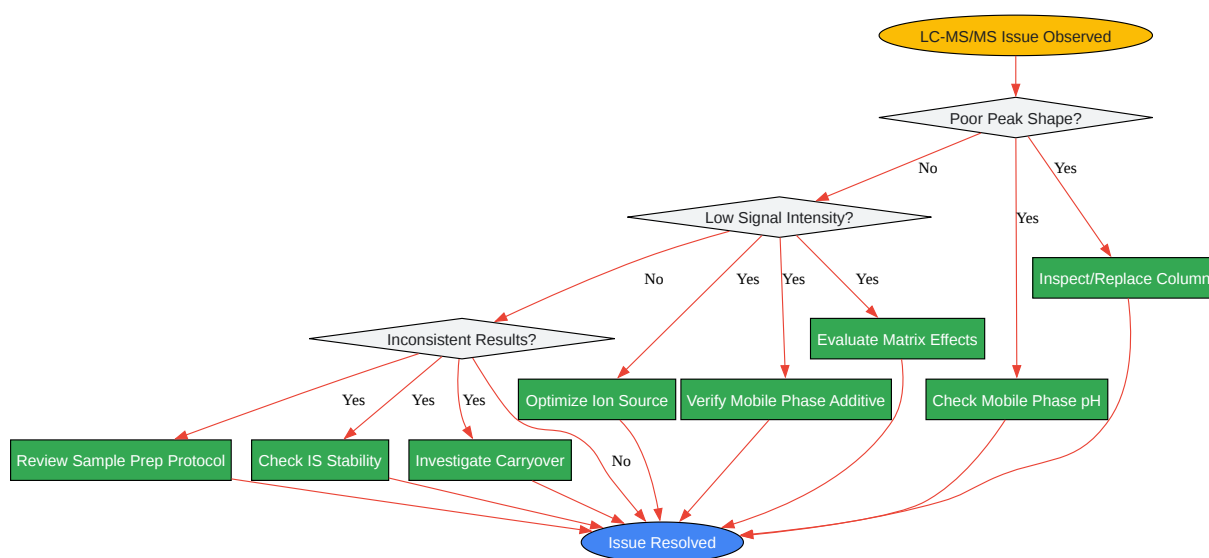 LC-MS/MS Issue Observed
Poor Peak Shape?
No
Yes
Yes
Low Signal Intensity?
No
Yes
Yes
Yes
Inspect/Replace Column
Inconsistent Results?
Evaluate Matrix Effects
Yes
Yes
Yes
Optimize Ion Source
Verify Mobile Phase Additive
Check Mobile Phase pH
Review Sample Prep Protocol
Check IS Stability
Investigate Carryover
No
Issue Resolved